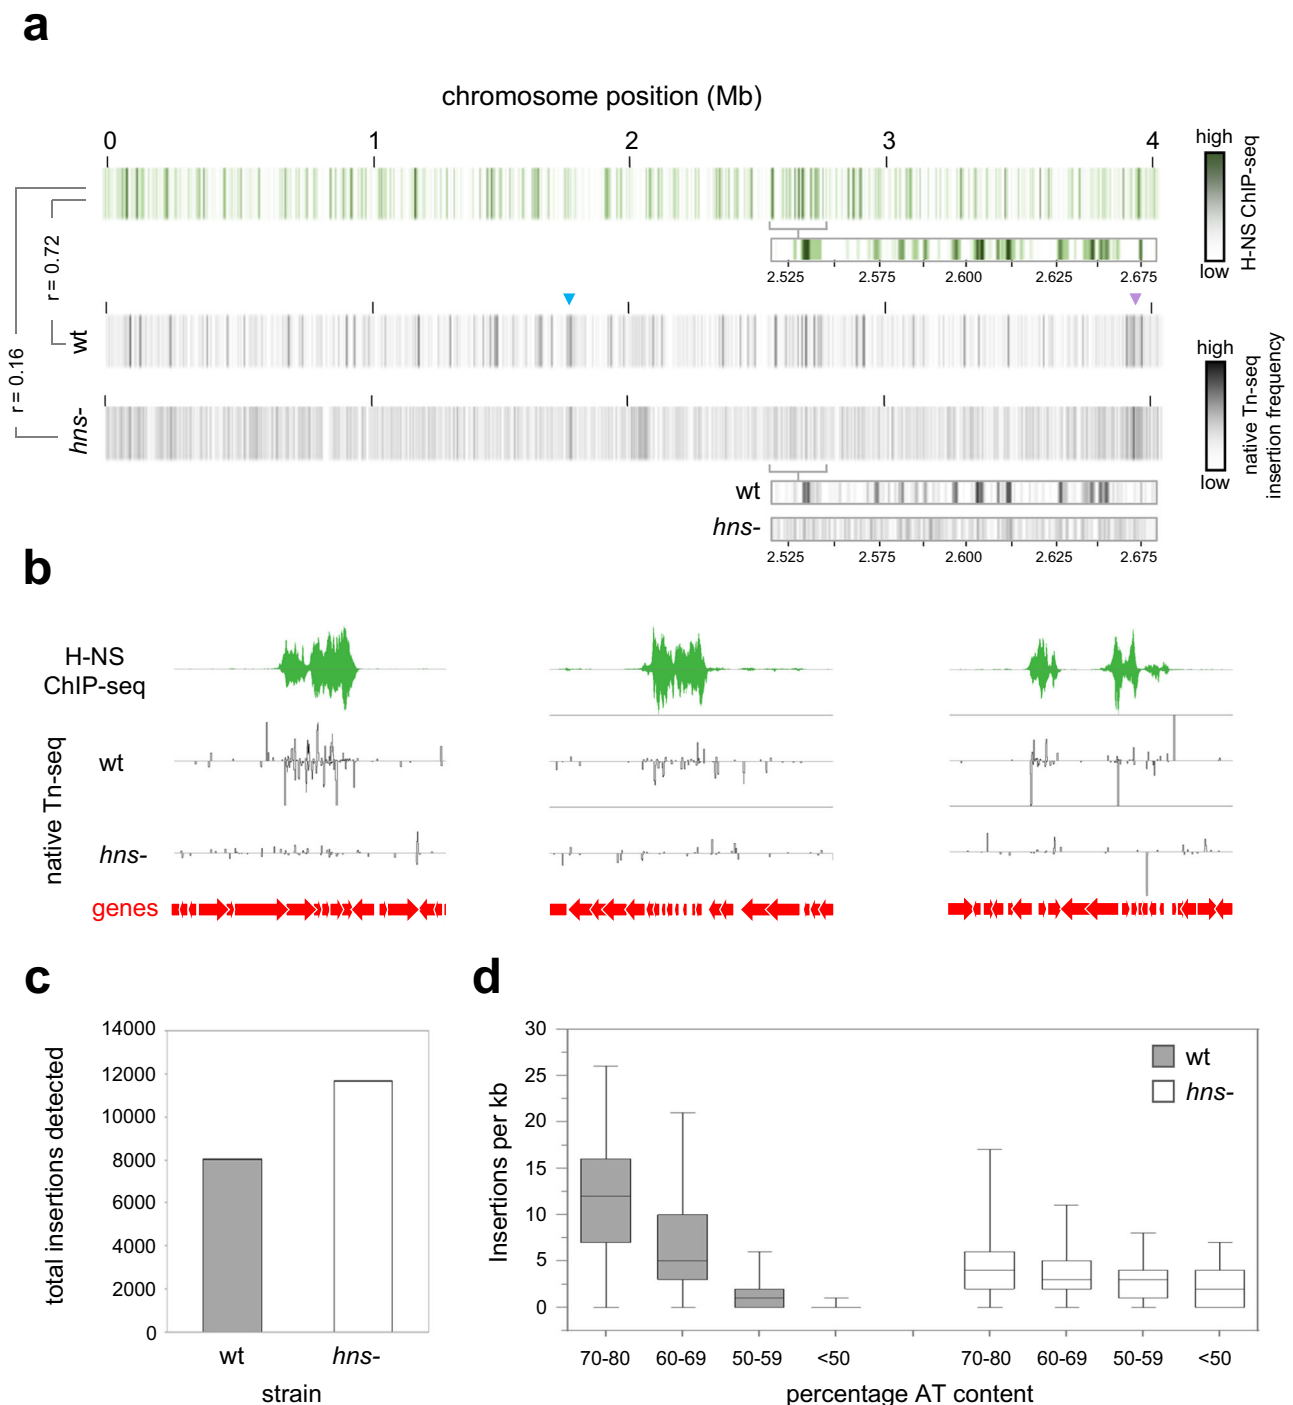 a
chromosome position (Mb)
0 1 2 3 4
high
low
H-NS ChIP-seq
2.525 2.575 2.600 2.625 2.675
r = 0.72
r = 0.16
wt
hns-
high
low
native Tn-seq
insertion frequency
wt
hns-
2.525 2.575 2.600 2.625 2.675
b
H-NS
ChIP-seq
native Tn-seq
wt
hns-
genes
c
total insertions detected
14000
12000
10000
8000
6000
4000
2000
0
wt hns-
strain
d
Insertions per kb
30
25
20
15
10
5
0
wt
hns-
70-80 60-69 50-59 <50 70-80 60-69 50-59 <50
percentage AT content